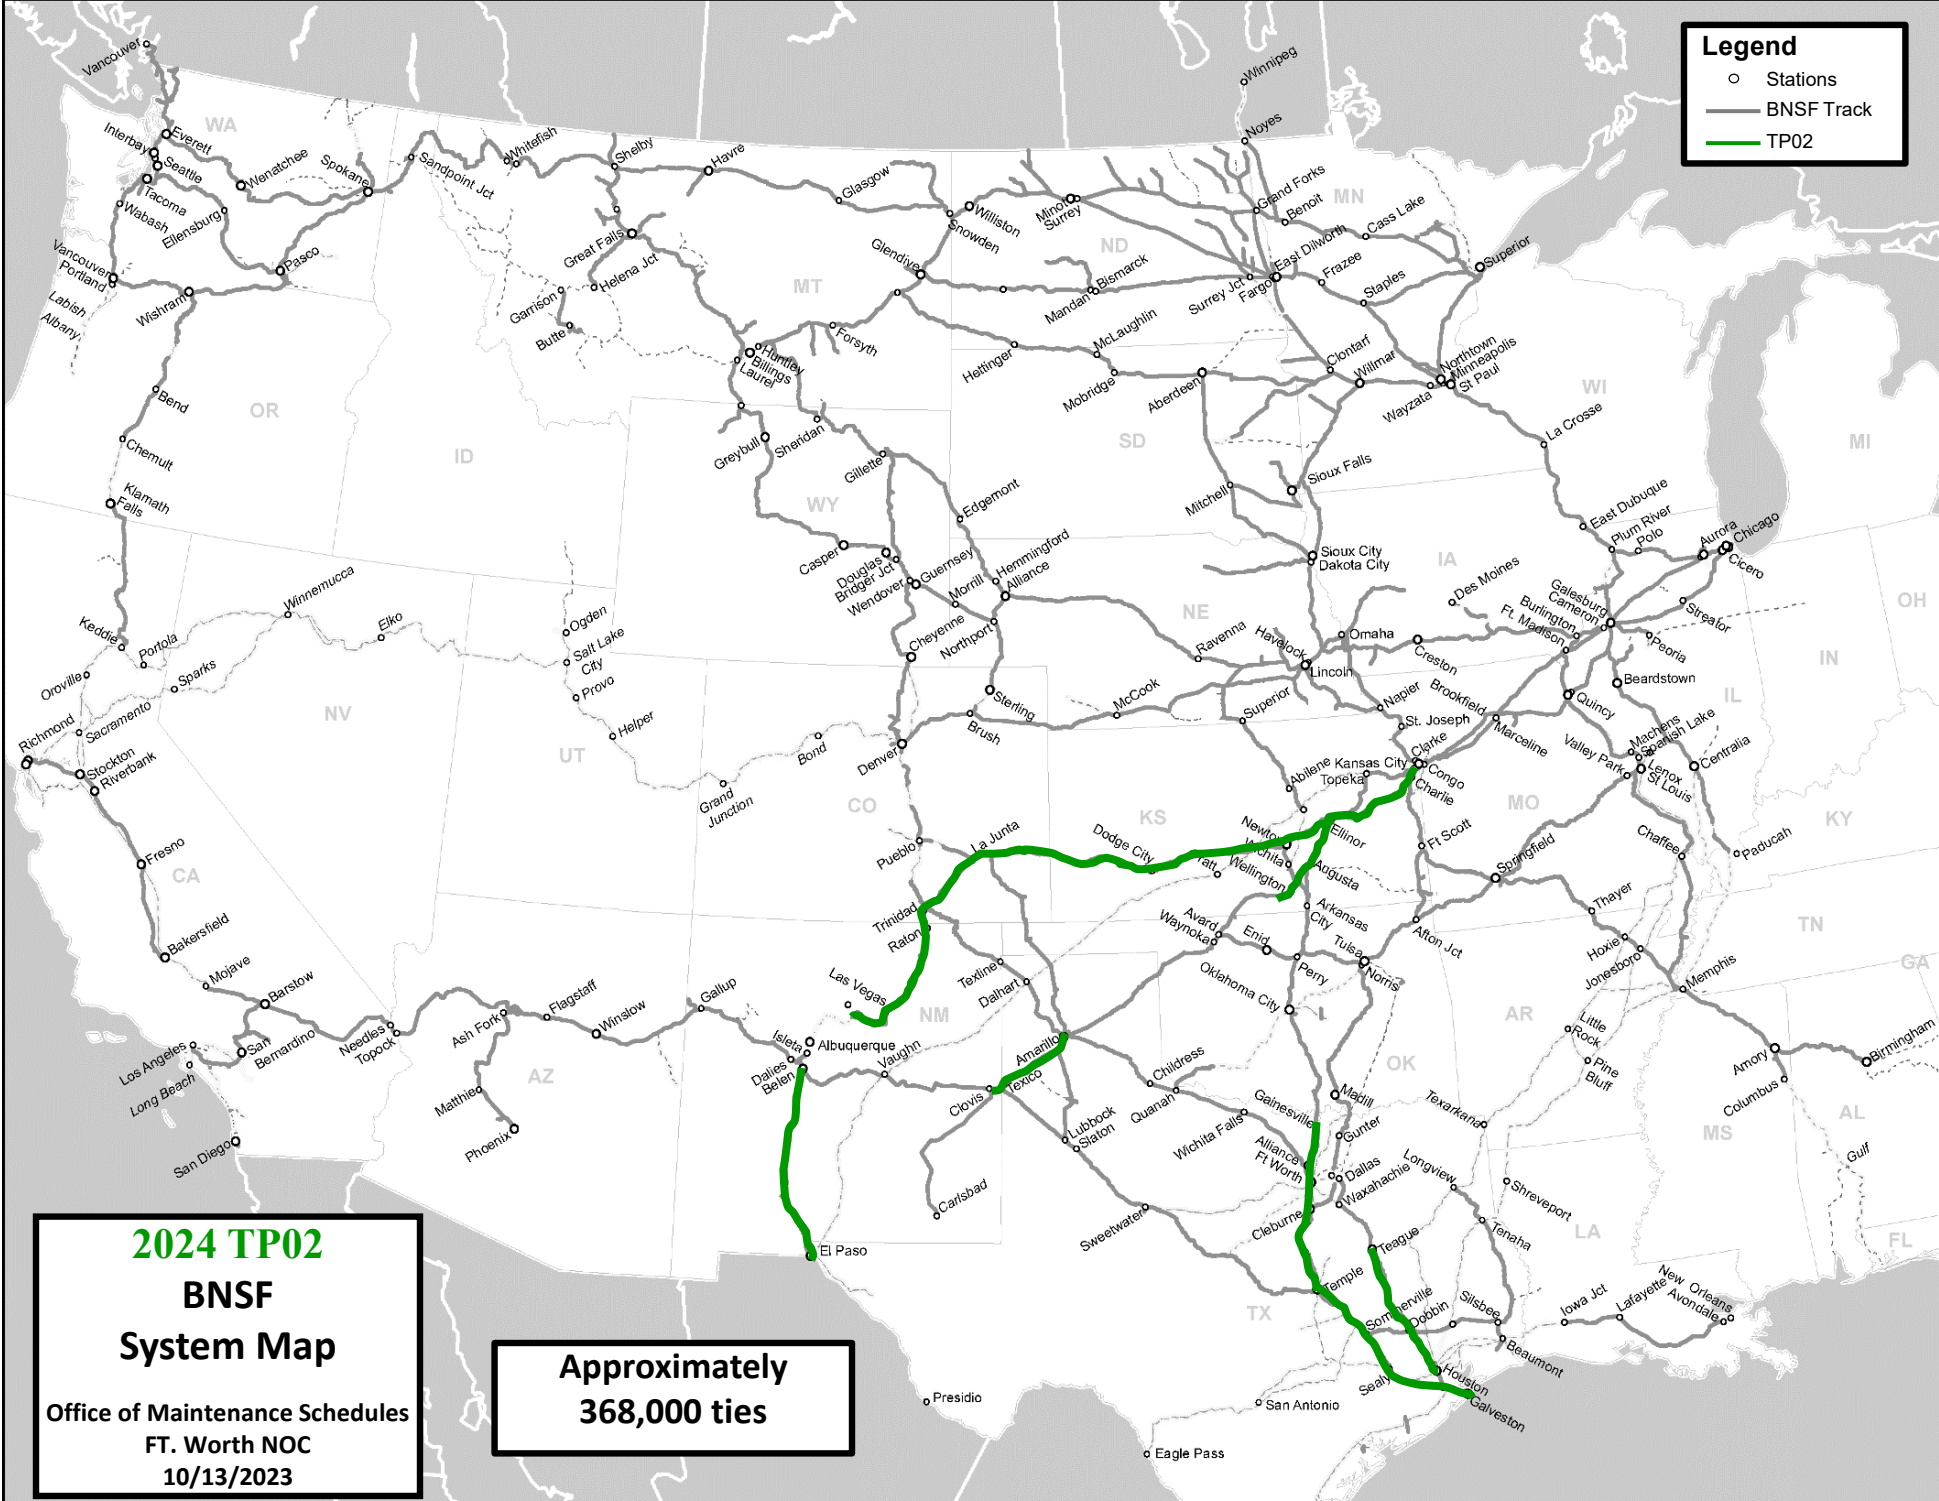 Legend
Stations
BNSF Track
TP02
Vancouver
Winnipeg
Noyes
WA
Interbay
Everett
Seattle
Tacoma
Wabash
Ellensburg
Wenatchee
Spokane
Sandpoint Jct
Whitefish
Shelby
Havre
Glasgow
Williston
Snowden
Minot
Surrey
Grand Forks
Benoit
MN
Cass Lake
Superior
Vancouver
Portland
Labish
Albany
Wishram
Pasco
Great Falls
Helena Jct
Garrison
Butte
MT
Glendive
ND
Bismarck
Mandan
Surrey Jct
Fargo
East Dilworth
Frazee
Staples
Forsyth
Huntley
Billings
Laurel
Hettinger
McLaughlin
Mobridge
Aberdeen
Clontarf
Willmar
Wayzata
Northtown
Minneapolis
St Paul
WI
La Crosse
MI
Bend
OR
ID
Chemult
Klamath
Falls
Greybull
Sheridan
Gillette
WY
Edgemont
SD
Mitchell
Sioux Falls
East Dubuque
Plum River
Polo
Aurora
Chicago
Cicero
Casper
Douglas
Bridger Jct
Wendover
Guernsey
Morrill
Hemmingford
Alliance
Northport
Cheyenne
Sioux City
Dakota City
IA
Des Moines
Galesburg
Cameron
Burlington
Ft. Madison
Streator
Peoria
OH
IN
IL
NE
Ravenna
Havelock
Omaha
Lincoln
Creston
Keddie
Portola
Winnemucca
Elko
Ogden
Salt Lake
City
Provo
Helper
Oroville
Sparks
Sacramento
Richmond
Stockton
Riverbank
NV
UT
Grand
Junction
Bond
Denver
Sterling
Brush
McCook
Superior
Napier
St. Joseph
Brookfield
Marceline
Quincy
Beardstown
Valley Park
Machens
Spanish Lake
Lenox
St Louis
Centralia
Abilene
Kansas City
Topeka
Clarke
Congo
Charlie
MO
KY
Fresno
CA
CO
Pueblo
La Junta
KS
Dodge City
Newton
Wichita
Wellington
Ellinor
Augusta
Ft Scott
Springfield
Chaffee
Paducah
Trinidad
Raton
Avard
Waynoka
Enid
Arkansas
City
Perry
Tulsa
Norris
Afton Jct
Thayer
Hoxie
Jonesboro
Memphis
TN
GA
Bakersfield
Mojave
Barstow
Las Vegas
NM
Texline
Dalhart
Oklahoma City
OK
AR
Little
Rock
Pine
Bluff
Los Angeles
Long Beach
San
Bernardino
San Diego
Needles
Topock
Ash Fork
Flagstaff
Winslow
Gallup
Matthie
Phoenix
AZ
Isleta
Albuquerque
Dalies
Belen
Vaughn
Clovis
Texico
Amarillo
Childress
Quanah
Wichita Falls
Gainesville
Madill
Gunter
Texarkana
Amory
Columbus
Birmingham
MS
AL
Gulf
Lubbock
Slaton
Carlsbad
Sweetwater
Alliance
Ft Worth
Dallas
Waxahachie
Cleburne
Longview
Shreveport
Tenaha
LA
FL
El Paso
Teague
Temple
TX
Somerville
Dobbin
Silsbee
Beaumont
Iowa Jct
Lafayette
New Orleans
Avondale
Sealy
Houston
Galveston
San Antonio
Presidio
Eagle Pass
2024 TP02
BNSF
System Map
Office of Maintenance Schedules
FT. Worth NOC
10/13/2023
Approximately
368,000 ties